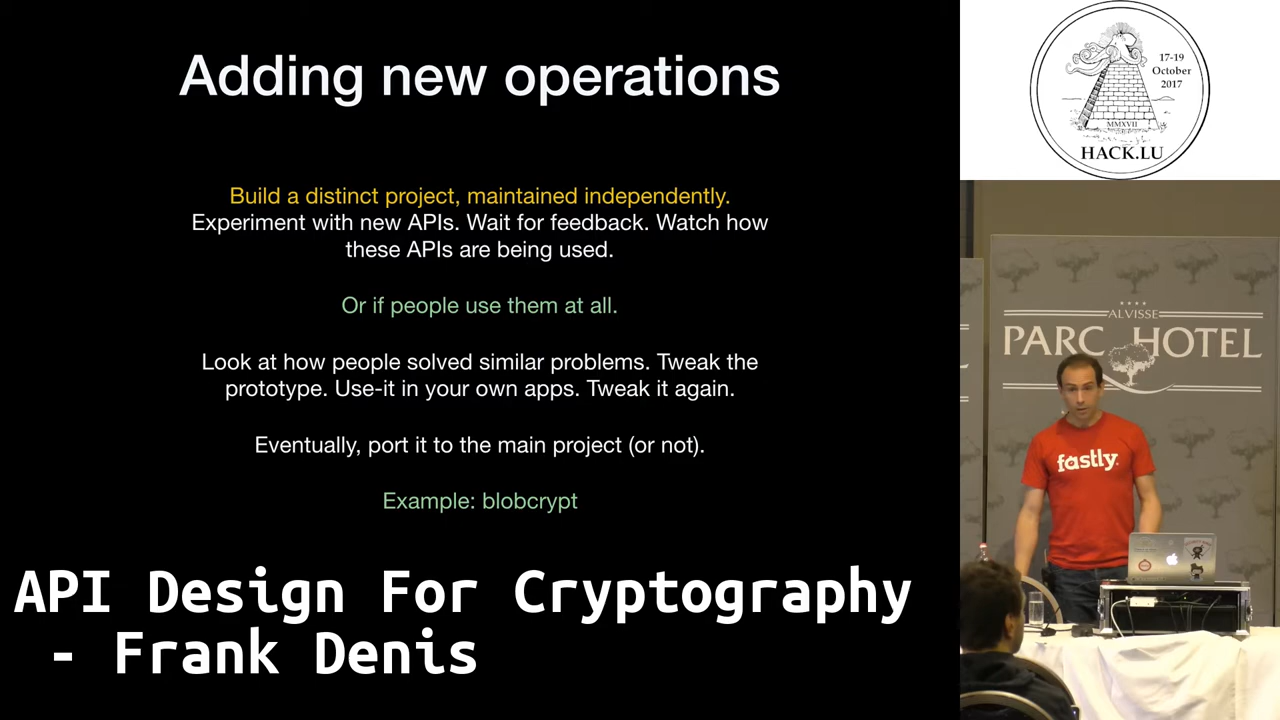 Adding new operations
Build a distinct project, maintained independently.
Experiment with new APIs. Wait for feedback. Watch how
these APIs are being used.
Or if people use them at all.
Look at how people solved similar problems. Tweak the
prototype. Use-it in your own apps. Tweak it again.
Eventually, port it to the main project (or not).
Example: blobcrypt
API Design For Cryptography
- Frank Denis
17-19
October
2017
MMXVII
HACK.LU
ALVISSE
PARC HOTEL
fastly